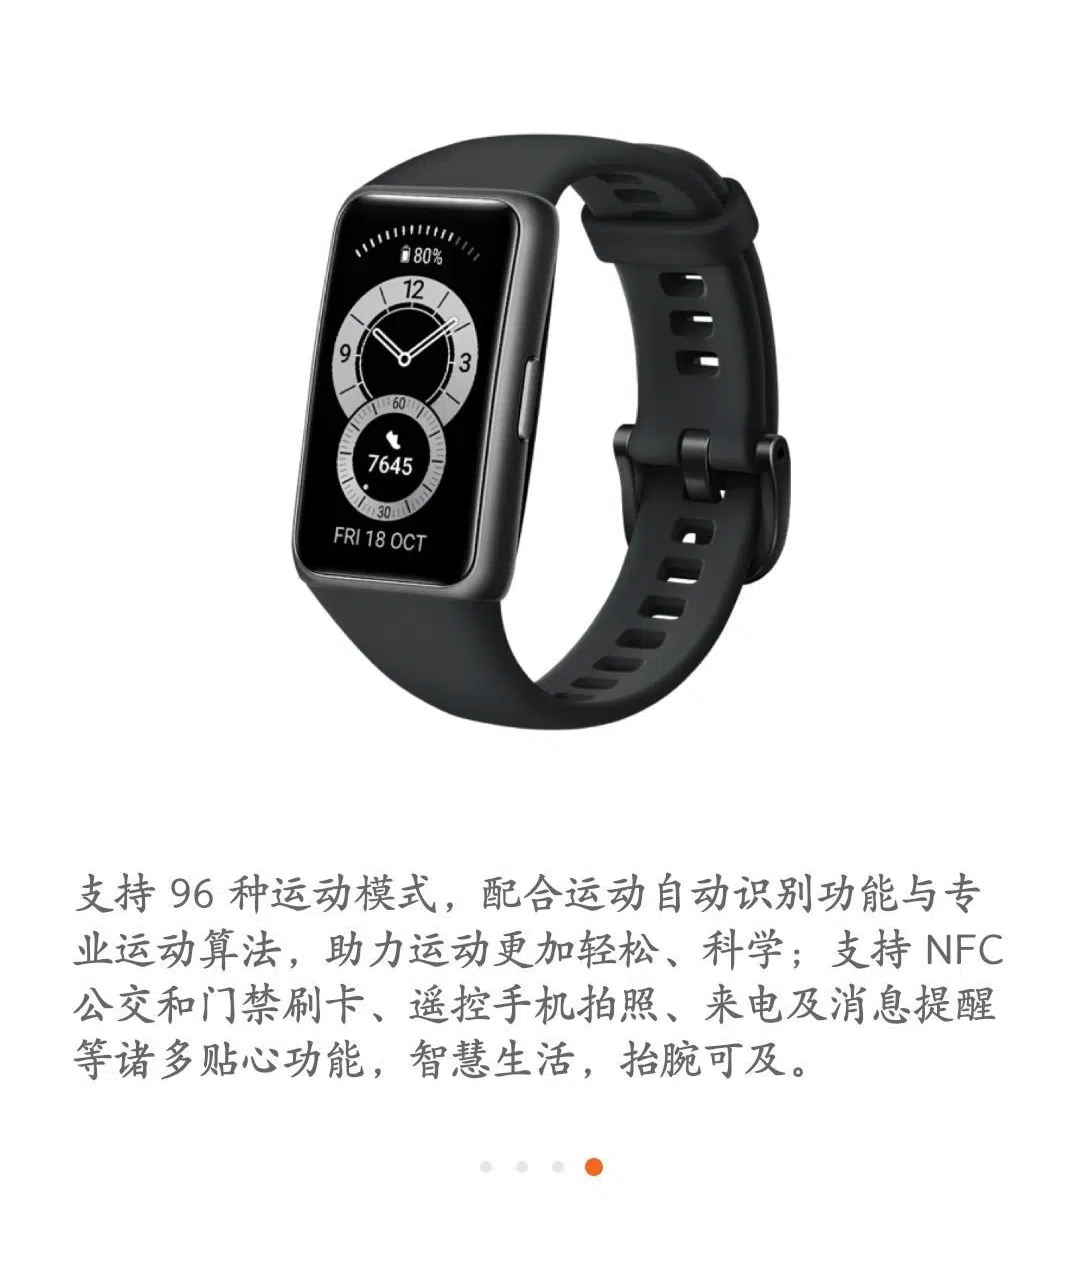 80%
12
9
3
60
7645
30
FRI 18 OCT
支持 96 种运动模式，配合运动自动识别功能与专
业运动算法，助力运动更加轻松、科学；支持 NFC
公交和门禁刷卡、遥控手机拍照、来电及消息提醒
等诸多贴心功能，智慧生活，抬腕可及。